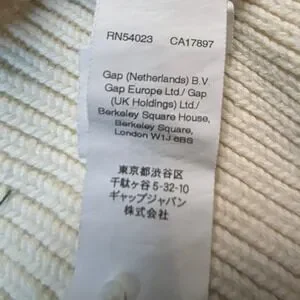 RN54023 CA17897
Gap (Netherlands) B.V
Gap Europe Ltd./ Gap
(UK Holdings) Ltd./
Berkeley Square House,
Berkeley Square,
London W1J 6BS
東京都渋谷区
千駄ヶ谷5-32-10
ギャップジャパン
株式会社